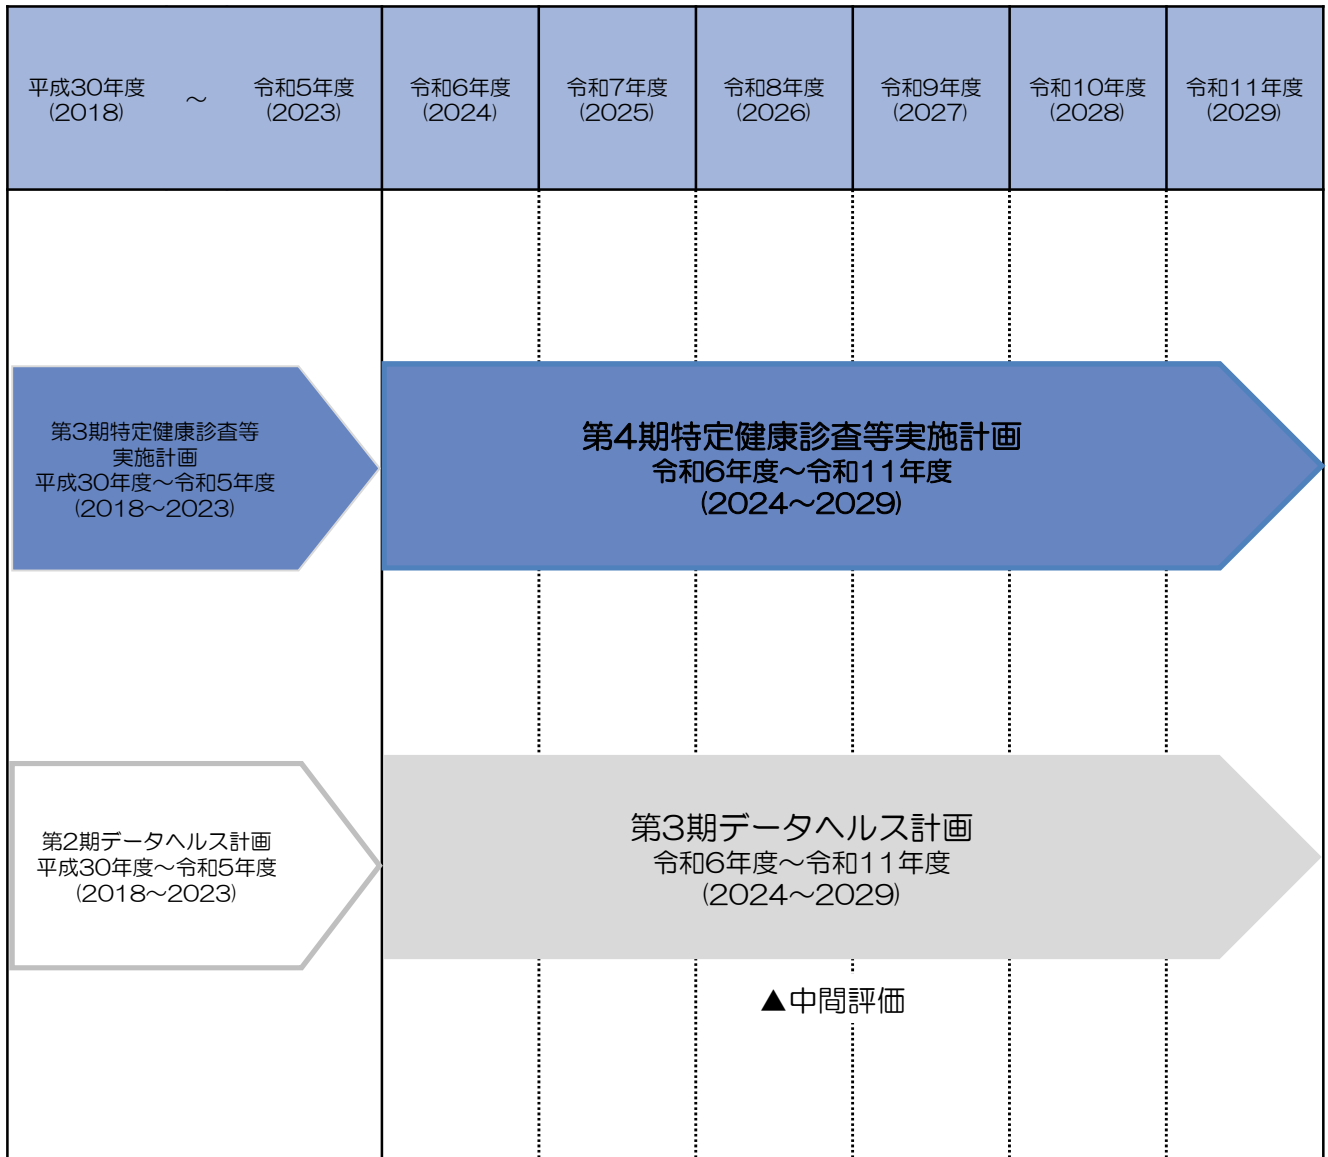 平成30年度
(2018)
～
令和5年度
(2023)
令和6年度
(2024)
令和7年度
(2025)
令和8年度
(2026)
令和9年度
(2027)
令和10年度
(2028)
令和11年度
(2029)
第3期特定健康診査等
実施計画
平成30年度～令和5年度
(2018～2023)
第4期特定健康診査等実施計画
令和6年度～令和11年度
(2024～2029)
第2期データヘルス計画
平成30年度～令和5年度
(2018～2023)
第3期データヘルス計画
令和6年度～令和11年度
(2024～2029)
▲中間評価